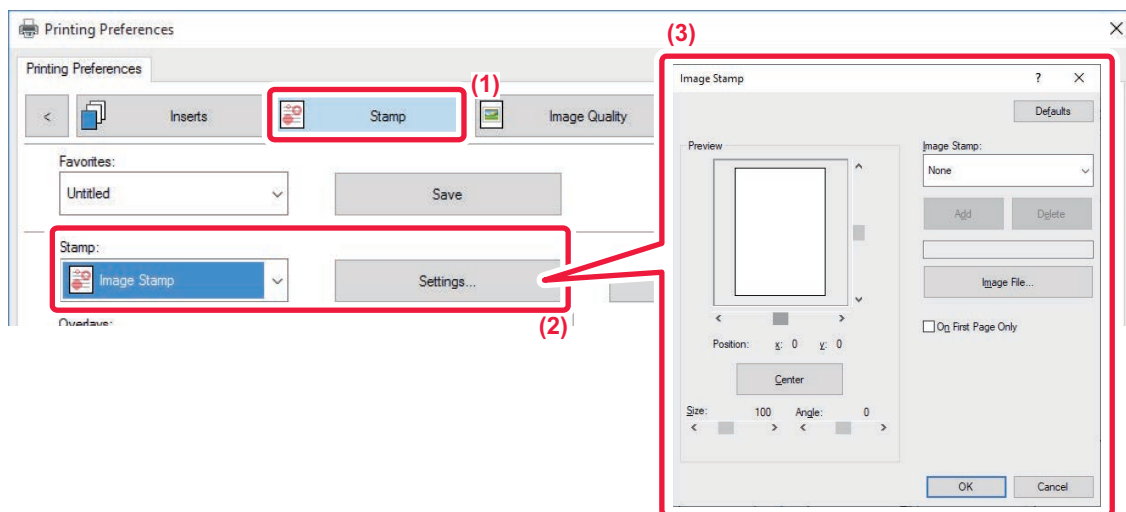 Printing Preferences
(3)
Printing Preferences
(1)
< Inserts Stamp Image Quality
Favorites:
Untitled Save
Stamp:
Image Stamp Settings...
(2)
Overlays:
Image Stamp ? ×
Defaults
Preview
Image Stamp:
None
Add Delete
Image File...
On First Page Only
Position: x: 0 y: 0
Center
Size: 100 Angle: 0
OK Cancel